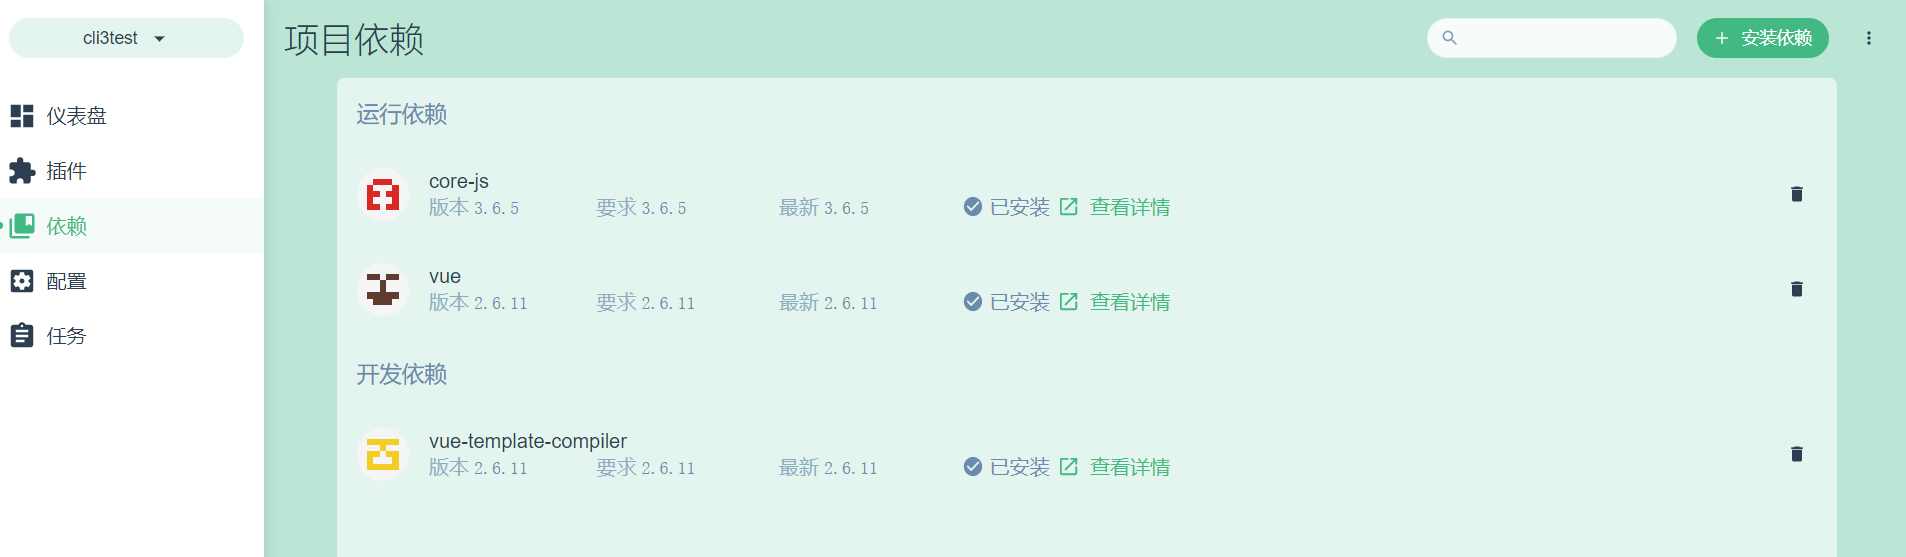 cli3test
仪表盘
插件
依赖
配置
任务
项目依赖
安装依赖
运行依赖
core-js
版本 3.6.5 要求 3.6.5 最新 3.6.5 已安装 查看详情
vue
版本 2.6.11 要求 2.6.11 最新 2.6.11 已安装 查看详情
开发依赖
vue-template-compiler
版本 2.6.11 要求 2.6.11 最新 2.6.11 已安装 查看详情